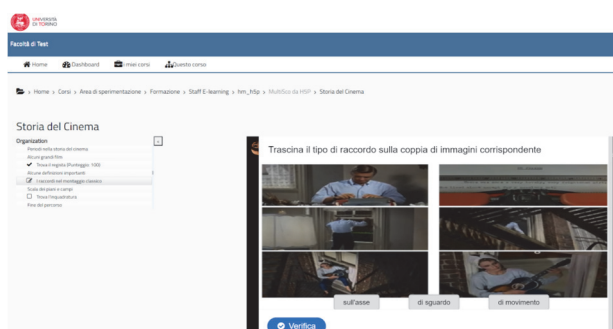 UNIVERSITÀ
DI TORINO
Facoltà di Test
Home Dashboard I miei corsi Questo corso
Home > Corsi > Area di sperimentazione > Formazione > Staff E-learning > hm_h5p > MultiSco da H5P > Storia del Cinema
Storia del Cinema
Organization
Periodi nella storia del cinema
Alcuni grandi film
Trova il regista (Punteggio: 100)
Alcune definizioni importanti
I raccordi nel montaggio classico
Scala dei piani e campi
Trova l'inquadratura
Fine del percorso
Trascina il tipo di raccordo sulla coppia di immagini corrispondente
sull'asse di sguardo di movimento
Verifica